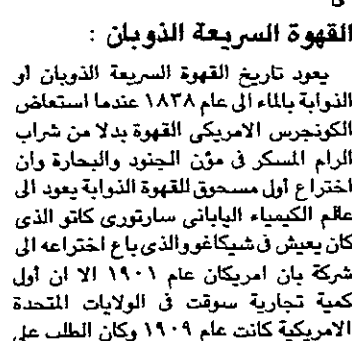 القهوة السريعة الذوبان :
يعود تاريخ القهوة السريعة الذوبان أو
الذوابة بالماء الى عام ١٨٣٨ عندما استعاض
الكونجرس الامريكى القهوة بدلا من شراب
الرام المسكر فى مؤن الجنود والبحارة وان
اختراع أول مسحوق للقهوة الذوابة يعود الى
عالم الكيمياء اليابانى سارتورى كاتو الذى
كان يعيش فى شيكاغو والذى باع اختراعه الى
شركة بان امريكان عام ١٩٠١ الا ان أول
كمية تجارية سوقت فى الولايات المتحدة
الامريكية كانت عام ١٩٠٩ وكان الطلب على